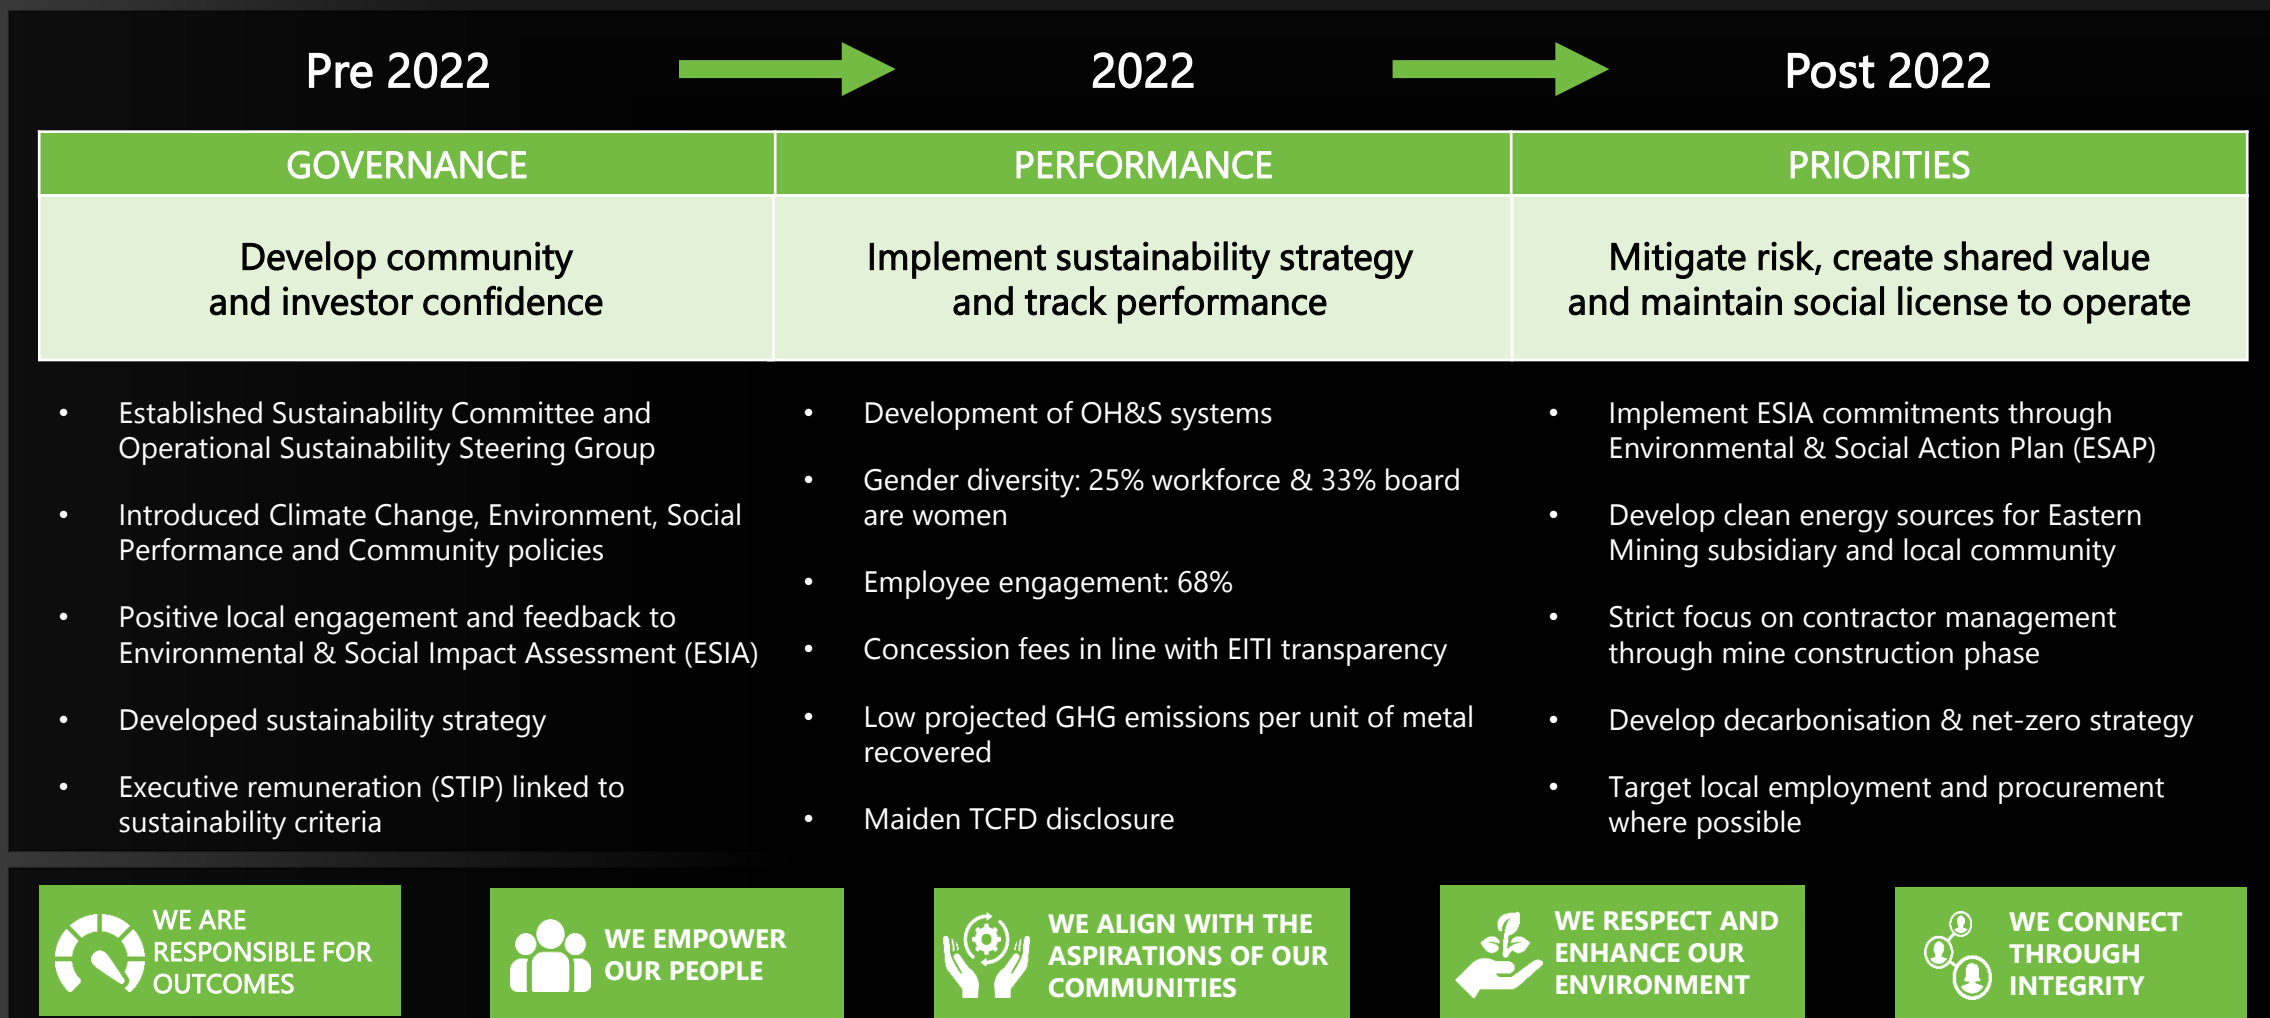 Pre 2022
2022
Post 2022
GOVERNANCE
PERFORMANCE
PRIORITIES
Develop community
and investor confidence
Implement sustainability strategy
and track performance
Mitigate risk, create shared value
and maintain social license to operate
• Established Sustainability Committee and
Operational Sustainability Steering Group
• Introduced Climate Change, Environment, Social
Performance and Community policies
• Positive local engagement and feedback to
Environmental & Social Impact Assessment (ESIA)
• Developed sustainability strategy
• Executive remuneration (STIP) linked to
sustainability criteria
• Development of OH&S systems
• Gender diversity: 25% workforce & 33% board
are women
• Employee engagement: 68%
• Concession fees in line with EITI transparency
• Low projected GHG emissions per unit of metal
recovered
• Maiden TCFD disclosure
• Implement ESIA commitments through
Environmental & Social Action Plan (ESAP)
• Develop clean energy sources for Eastern
Mining subsidiary and local community
• Strict focus on contractor management
through mine construction phase
• Develop decarbonisation & net-zero strategy
• Target local employment and procurement
where possible
WE ARE
RESPONSIBLE FOR
OUTCOMES
WE EMPOWER
OUR PEOPLE
WE ALIGN WITH THE
ASPIRATIONS OF OUR
COMMUNITIES
WE RESPECT AND
ENHANCE OUR
ENVIRONMENT
WE CONNECT
THROUGH
INTEGRITY